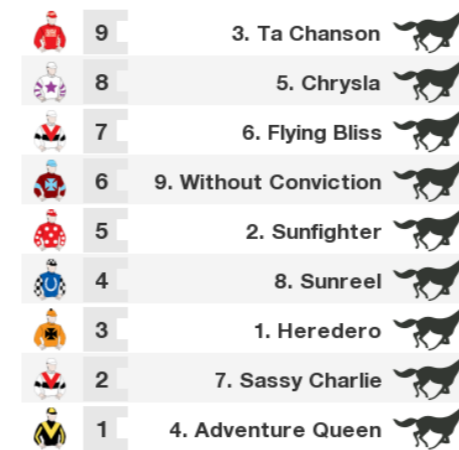 9 3. Ta Chanson
8 5. Chrysla
7 6. Flying Bliss
6 9. Without Conviction
5 2. Sunfighter
4 8. Sunreel
3 1. Heredero
2 7. Sassy Charlie
1 4. Adventure Queen